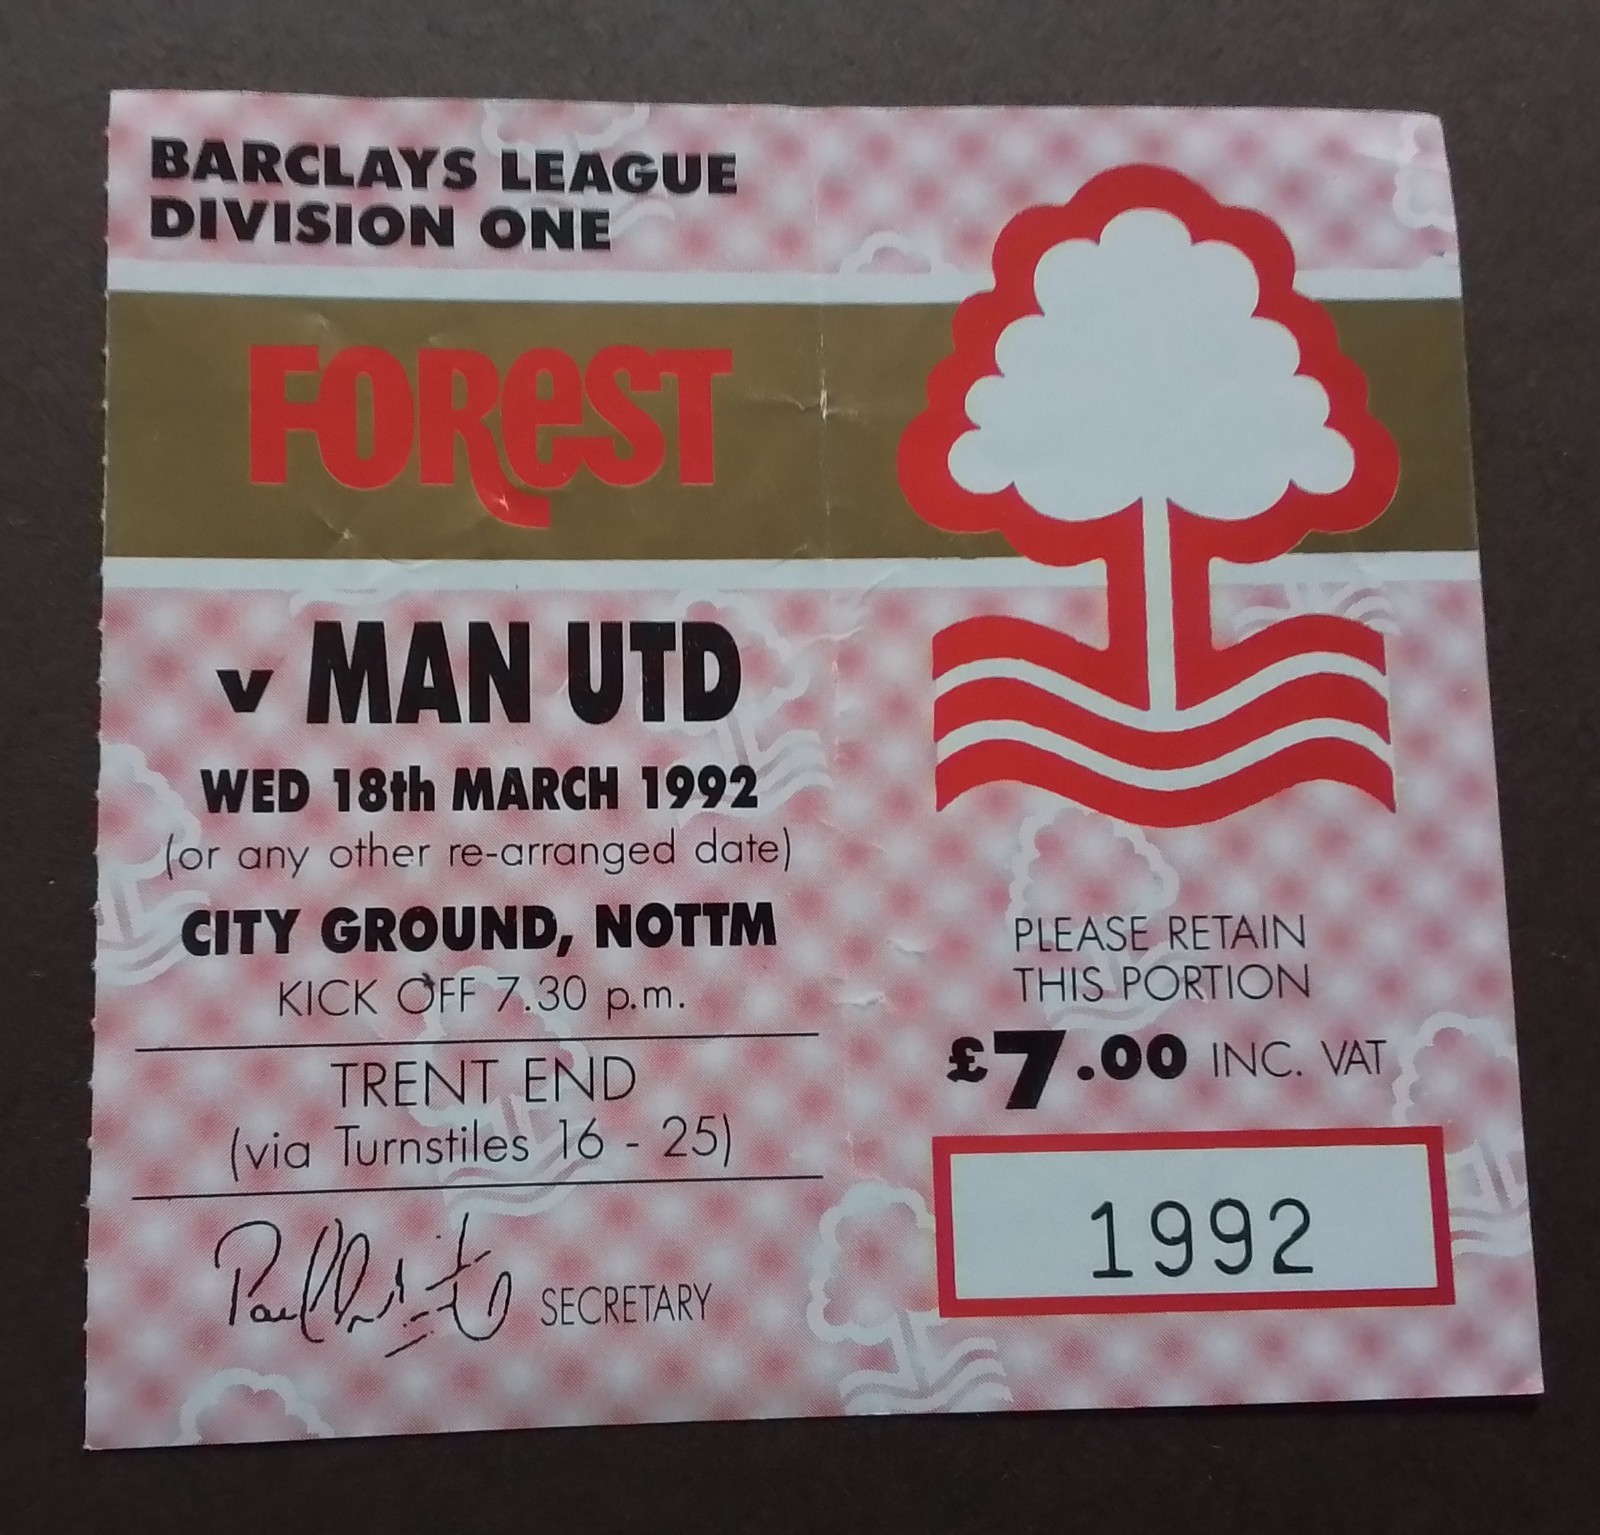 BARCLAYS LEAGUE
DIVISION ONE
FOReST
v MAN UTD
WED 18th MARCH 1992
(or any other re-arranged date)
CITY GROUND, NOTTM
KICK OFF 7.30 p.m.
TRENT END
(via Turnstiles 16 - 25)
SECRETARY
PLEASE RETAIN
THIS PORTION
£7.00 INC. VAT
1992